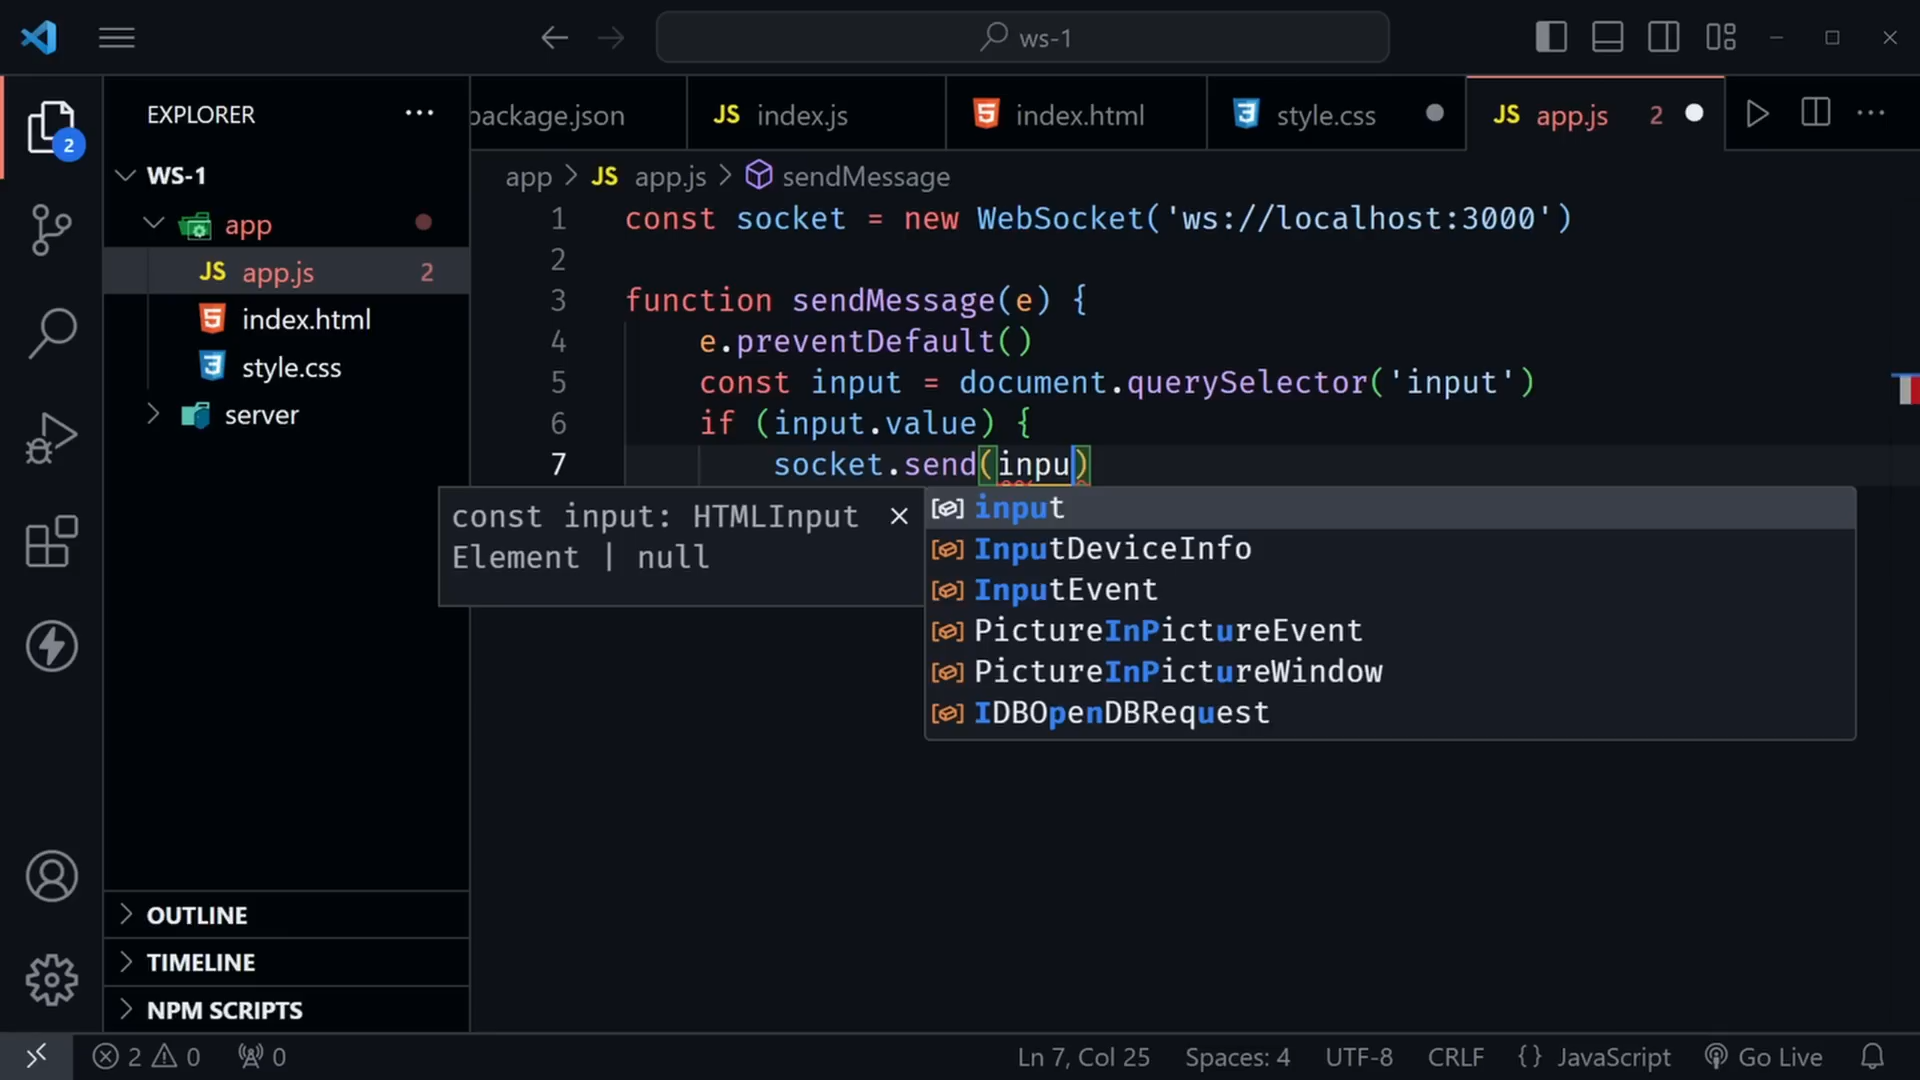 ws-1
EXPLORER
package.json
JS index.js
index.html
style.css
JS app.js 2
2
WS-1
app
JS app.js 2
index.html
style.css
server
app > JS app.js > sendMessage
1 const socket = new WebSocket('ws://localhost:3000')
2
3 function sendMessage(e) {
4 e.preventDefault()
5 const input = document.querySelector('input')
6 if (input.value) {
7 socket.send(inpu)
const input: HTMLInput
Element | null
input
InputDeviceInfo
InputEvent
PictureInPictureEvent
PictureInPictureWindow
IDBOpenDBRequest
OUTLINE
TIMELINE
NPM SCRIPTS
2 0 0 Ln 7, Col 25 Spaces: 4 UTF-8 CRLF {} JavaScript Go Live